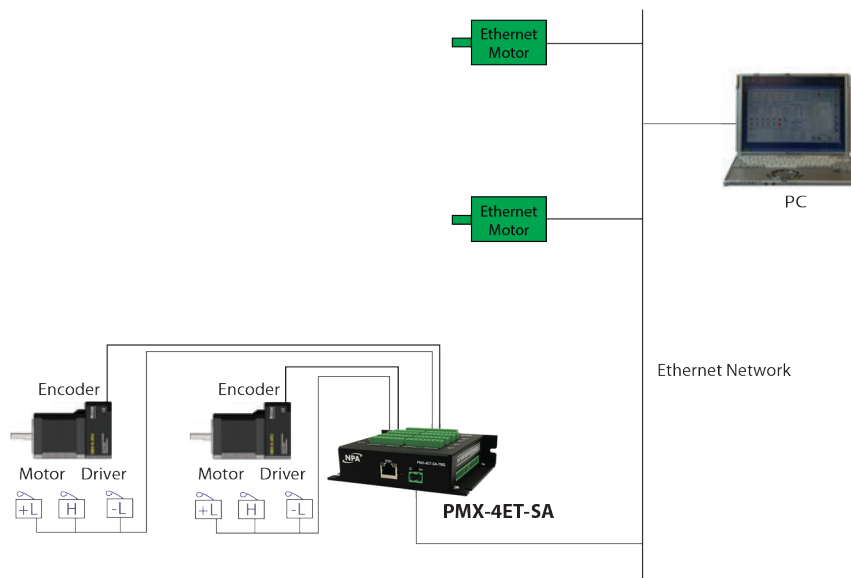 Ethernet
Motor
PC
Ethernet
Motor
Ethernet Network
Encoder
Encoder
Motor Driver
Motor Driver
+L
H
-L
+L
H
-L
NPA
PMX-4ET-SA